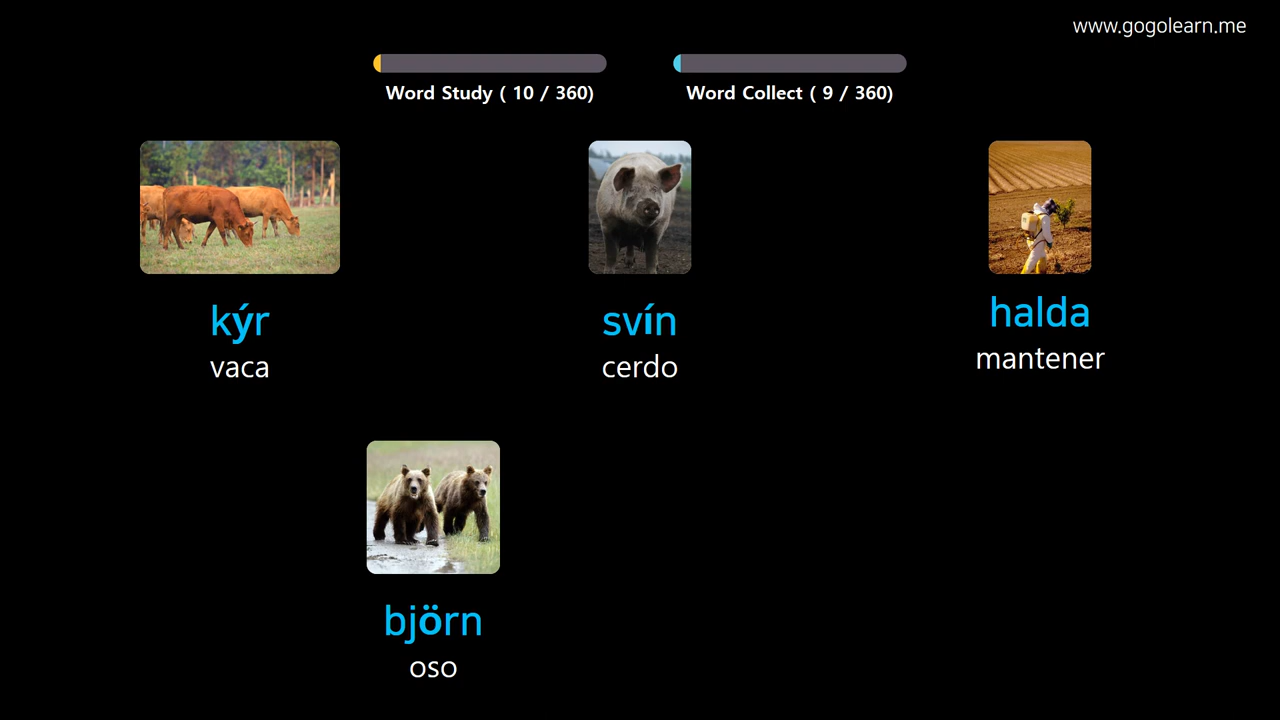 www.gogolearn.me
Word Study ( 10 / 360)
Word Collect ( 9 / 360)
kýr
vaca
svín
cerdo
halda
mantener
björn
oso